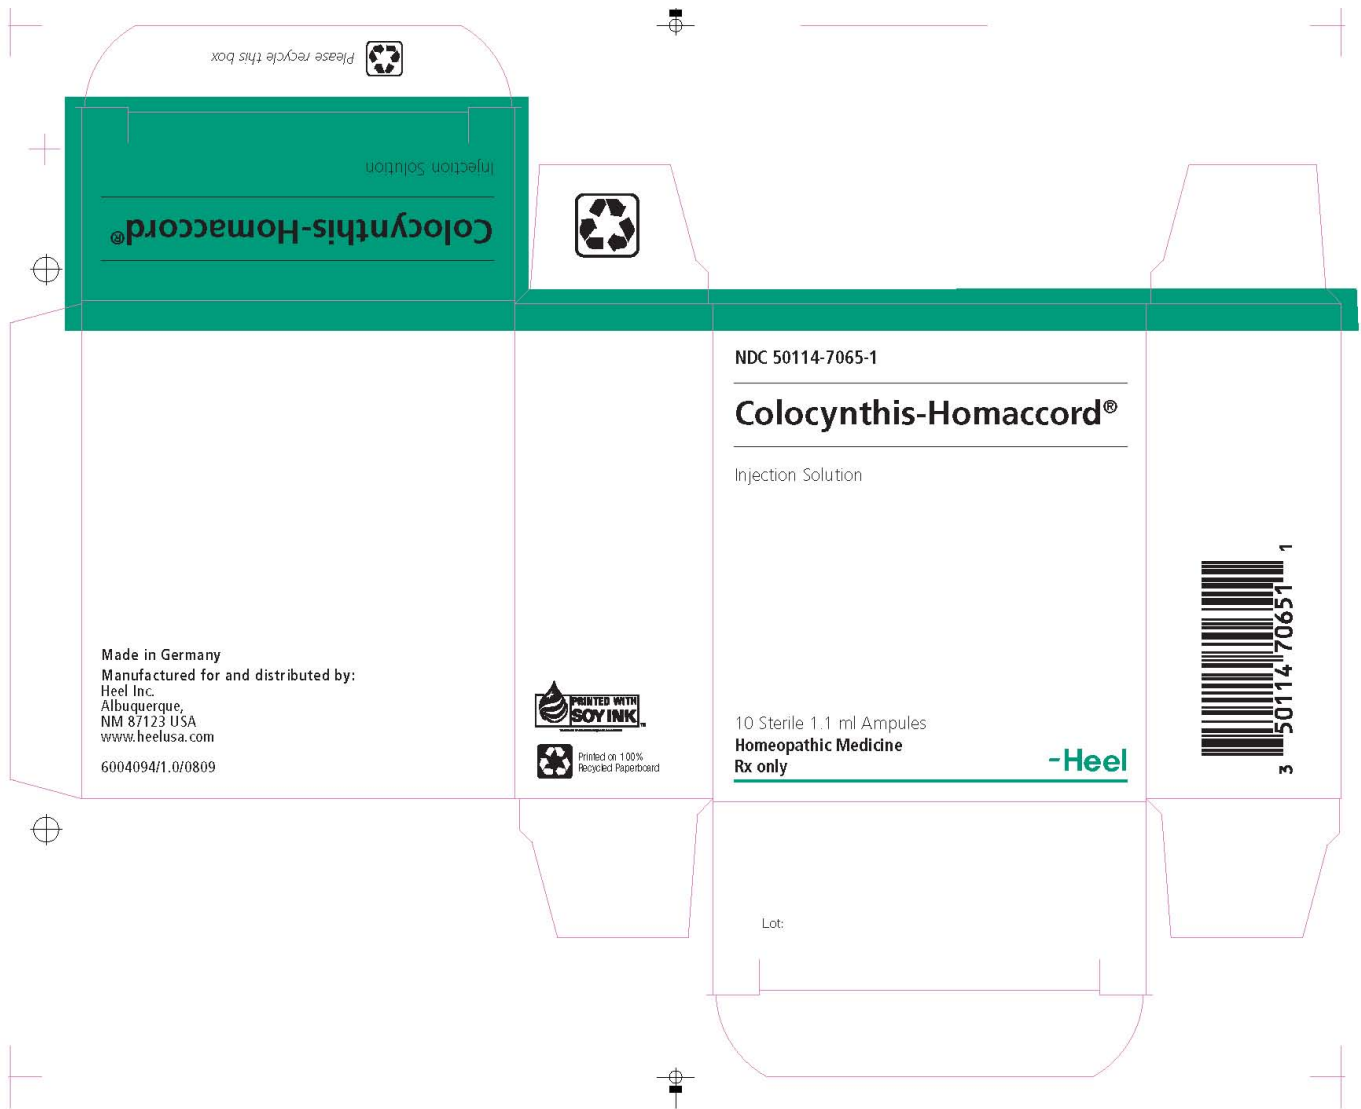 Please recycle this box
Injection Solution
Colocynthis-Homaccord®
NDC 50114-7065-1
Colocynthis-Homaccord®
Injection Solution
10 Sterile 1.1 ml Ampules
Homeopathic Medicine
Rx only
-Heel
Made in Germany
Manufactured for and distributed by:
Heel Inc.
Albuquerque,
NM 87123 USA
www.heelusa.com
6004094/1.0/0809
PRINTED WITH
SOY INK™
Printed on 100%
Recycled Paperboard
3 50114 70651 1
Lot: